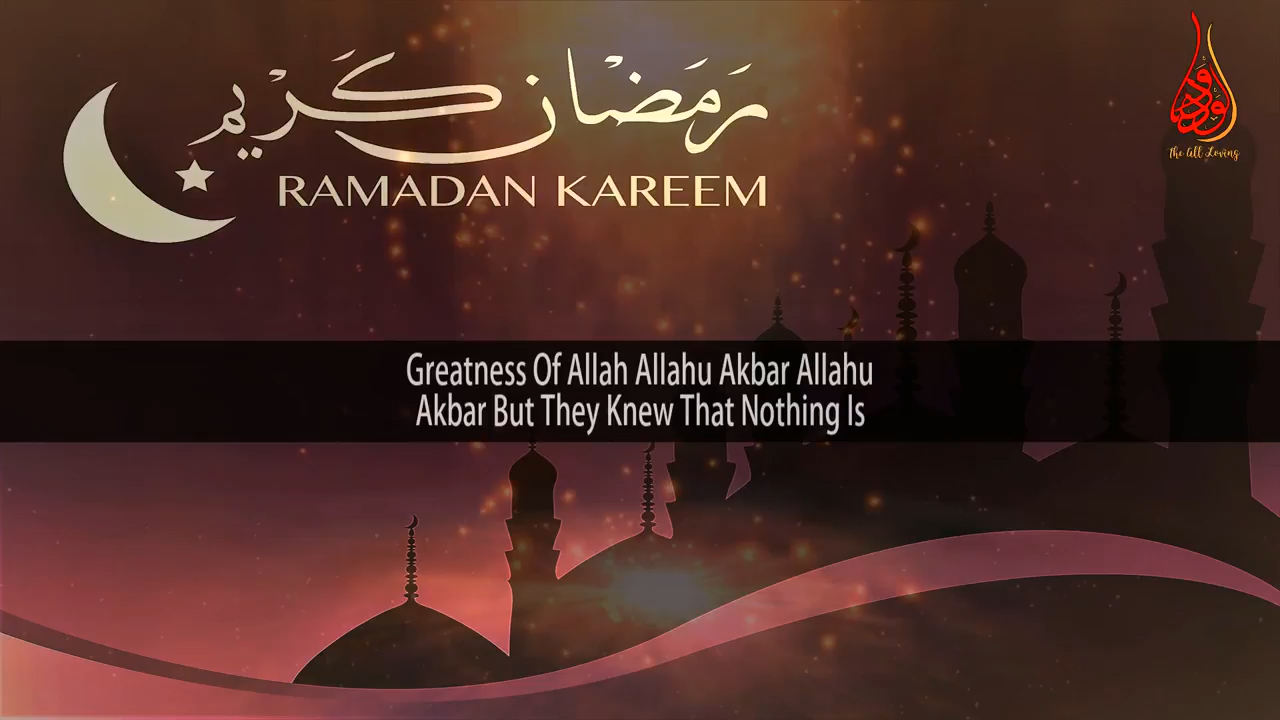 رَمَضَان كَرْيم
RAMADAN KAREEM
الودود
The All Loving
Greatness Of Allah Allahu Akbar Allahu
Akbar But They Knew That Nothing Is